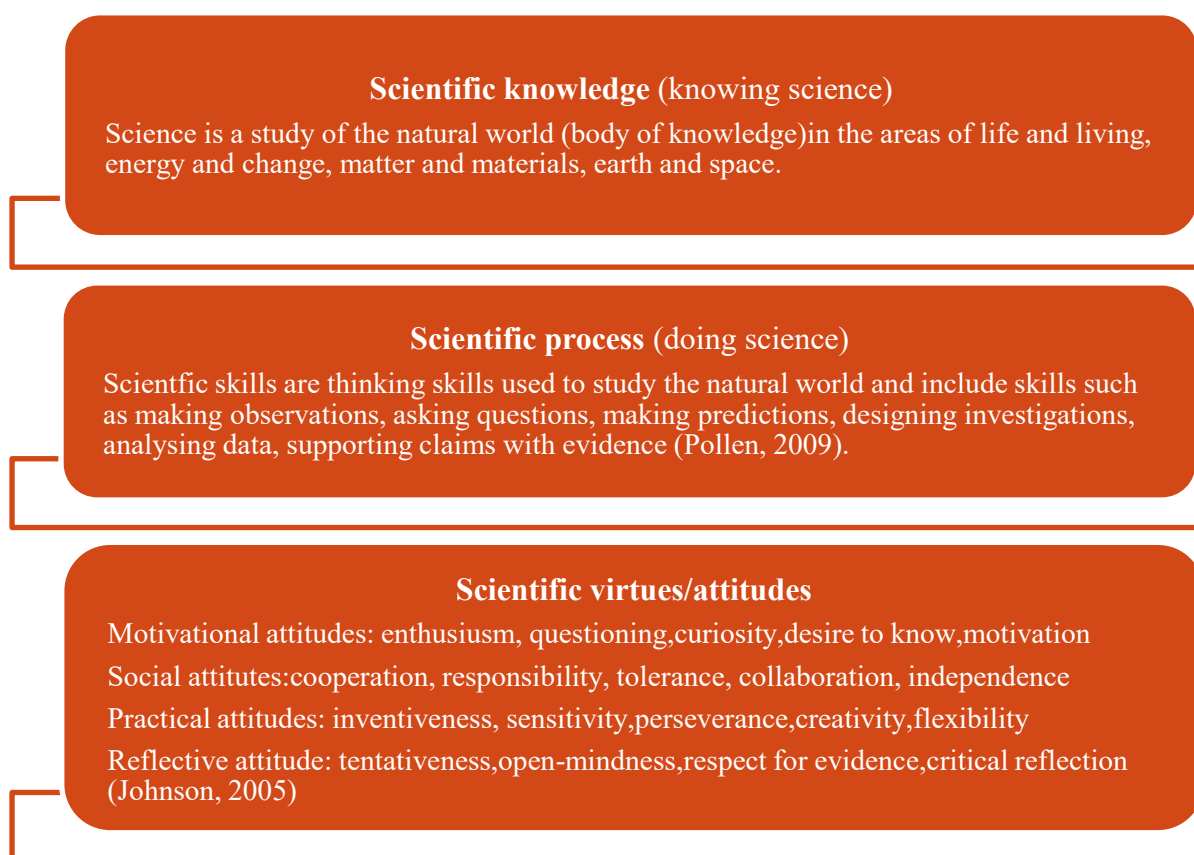 Scientific knowledge (knowing science)
Science is a study of the natural world (body of knowledge)in the areas of life and living,
energy and change, matter and materials, earth and space.
Scientific process (doing science)
Scientfic skills are thinking skills used to study the natural world and include skills such
as making observations, asking questions, making predictions, designing investigations,
analysing data, supporting claims with evidence (Pollen, 2009).
Scientific virtues/attitudes
Motivational attitudes: enthusiusm, questioning,curiosity,desire to know,motivation
Social attitutes:cooperation, responsibility, tolerance, collaboration, independence
Practical attitudes: inventiveness, sensitivity,perseverance,creativity,flexibility
Reflective attitude: tentativeness,open-mindness,respect for evidence,critical reflection
(Johnson, 2005)